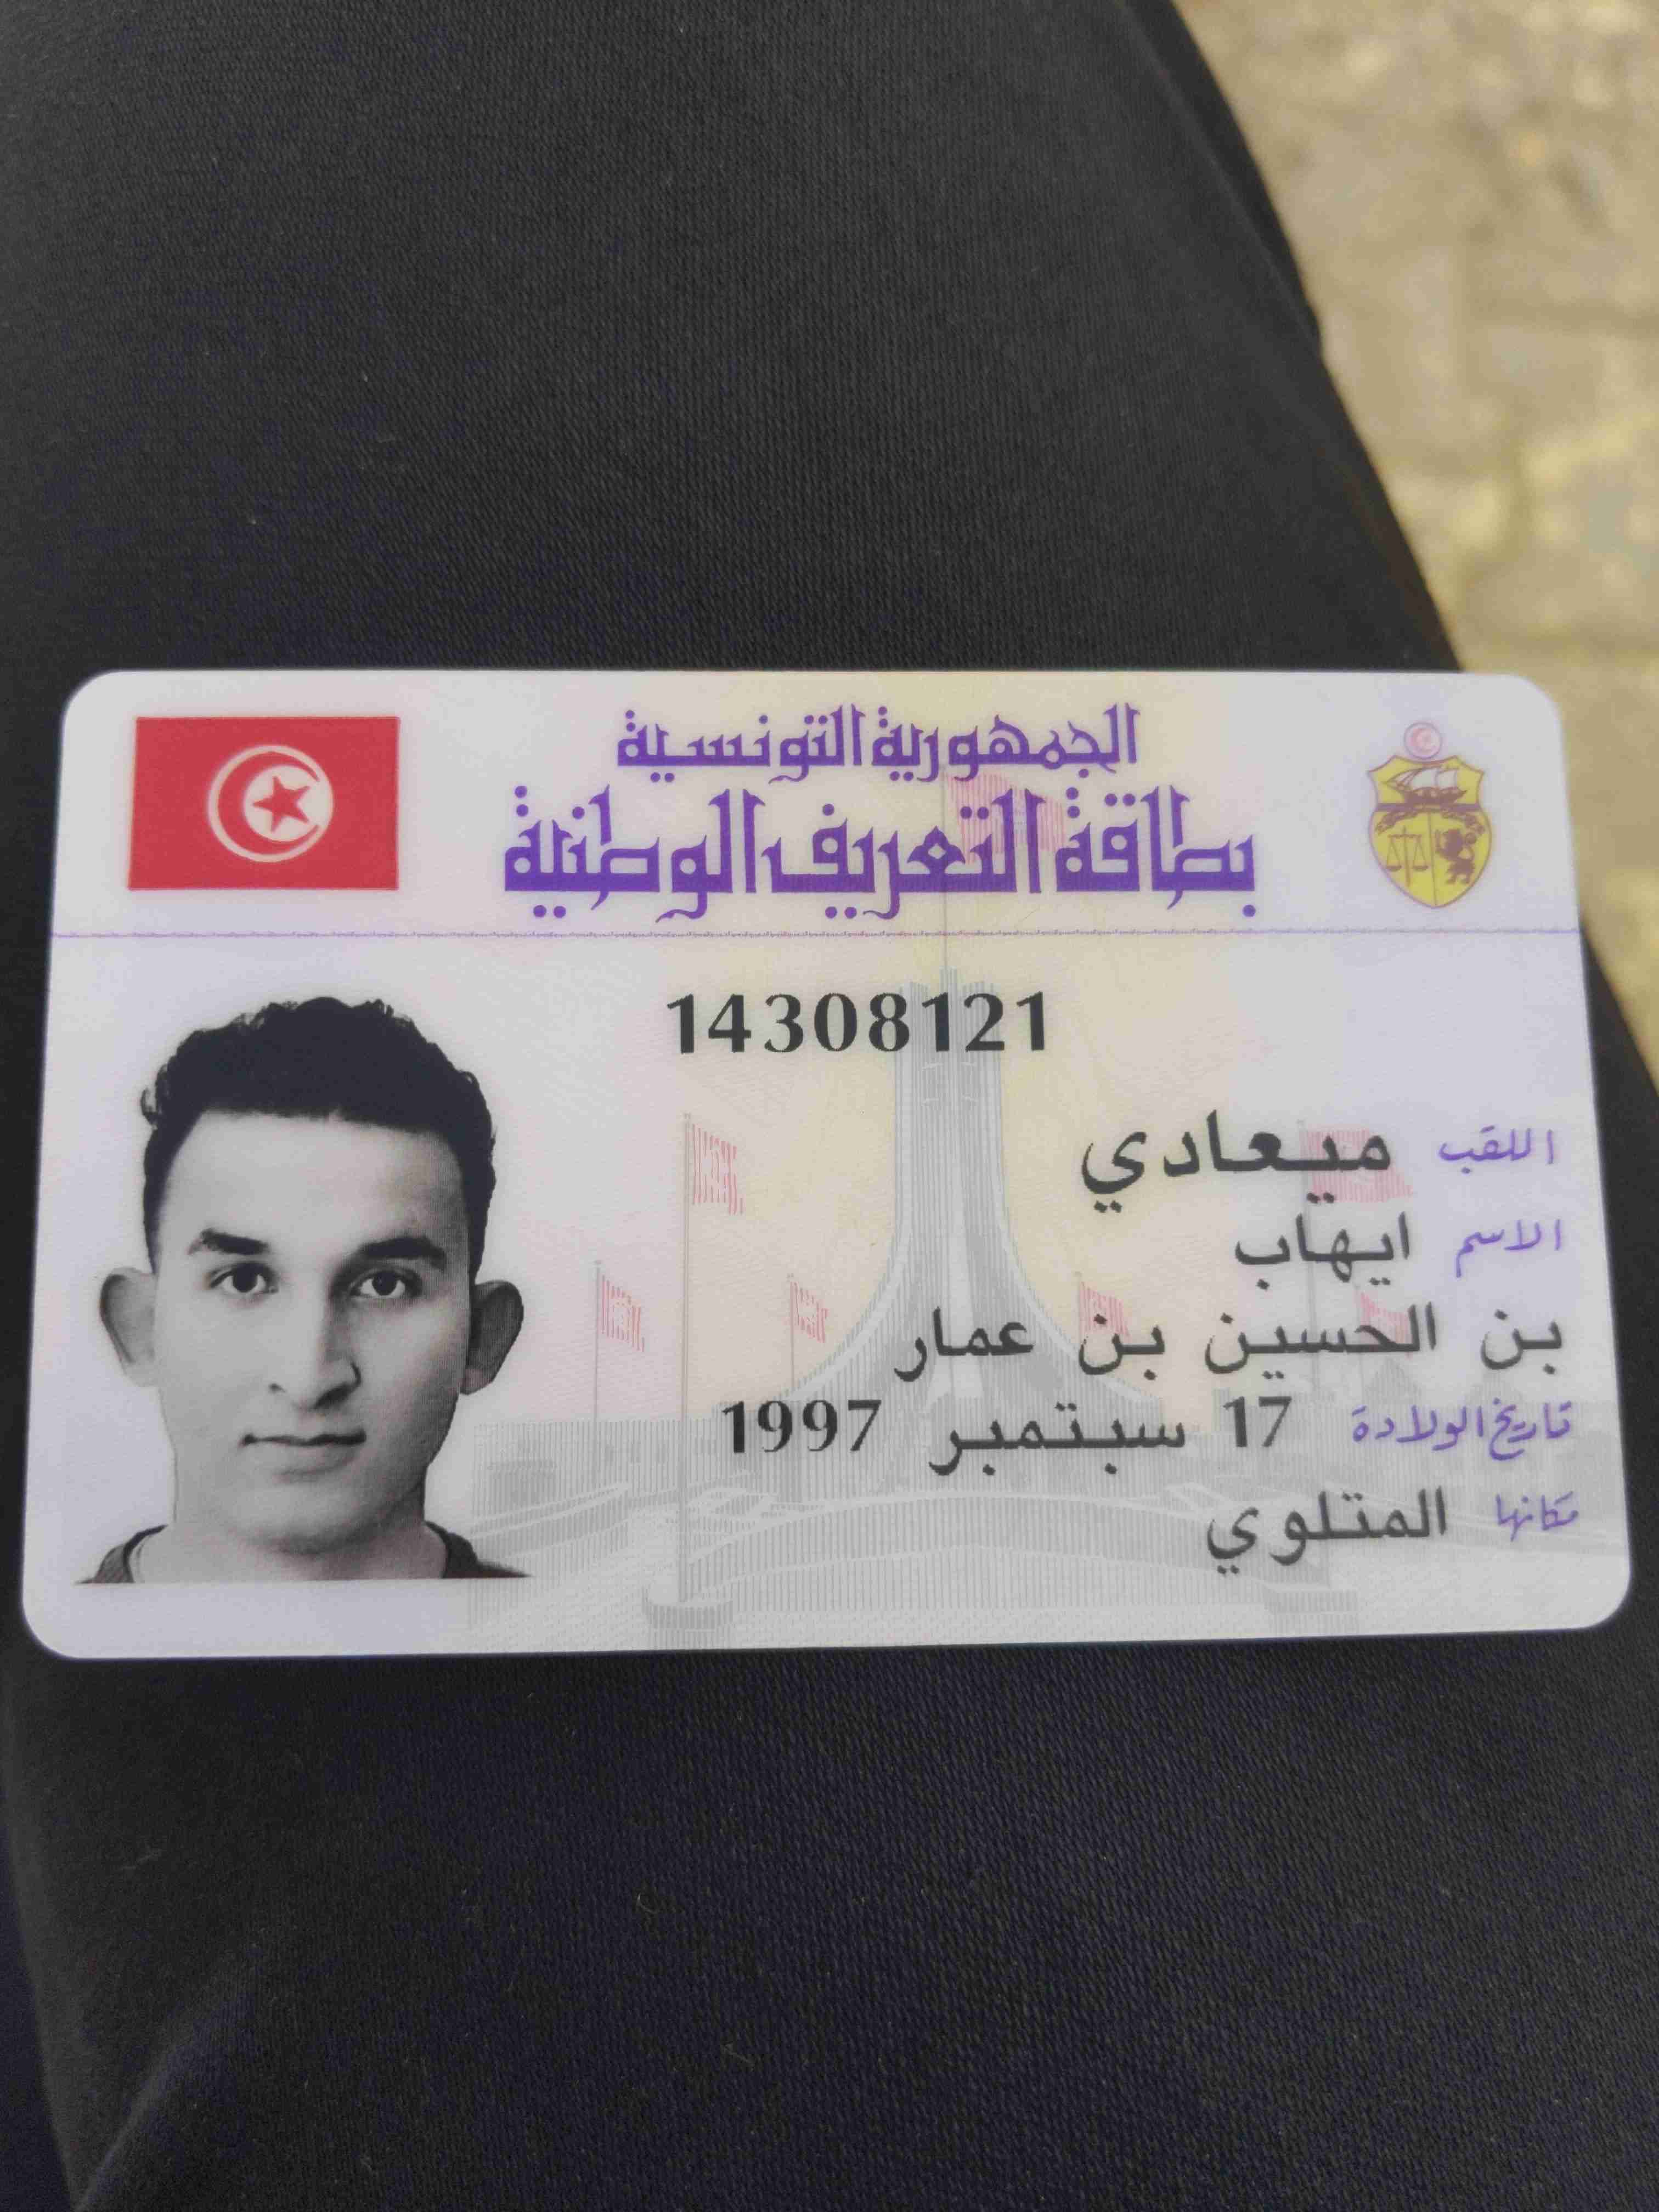 الجمهورية التونسية
بطاقة التعريف الوطنية
14308121
اللقب ميعادي
الاسم ايهاب
بن الحسين بن عمار
تاريخ الولادة 17 سبتمبر 1997
مكانها المتلوي